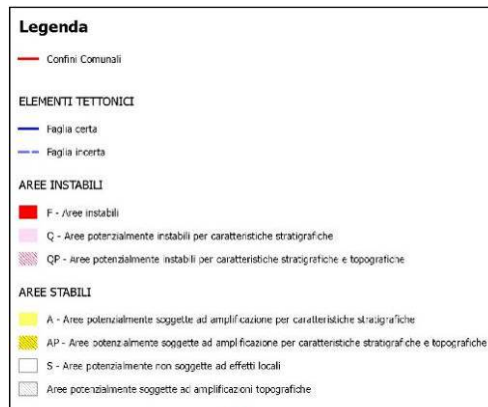 Legenda
Confini Comunali
ELEMENTI TETTONICI
Faglia certa
Faglia incerta
AREE INSTABILI
F - Aree instabili
Q - Aree potenzialmente instabili per caratteristiche stratigrafiche
QP - Aree potenzialmente instabili per caratteristiche stratigrafiche e topografiche
AREE STABILI
A - Aree potenzialmente soggette ad amplificazione per caratteristiche stratigrafiche
AP - Aree potenzialmente soggette ad amplificazione per caratteristiche stratigrafiche e topografiche
S - Aree potenzialmente non soggette ad effetti locali
Aree potenzialmente soggette ad amplificazioni topografiche